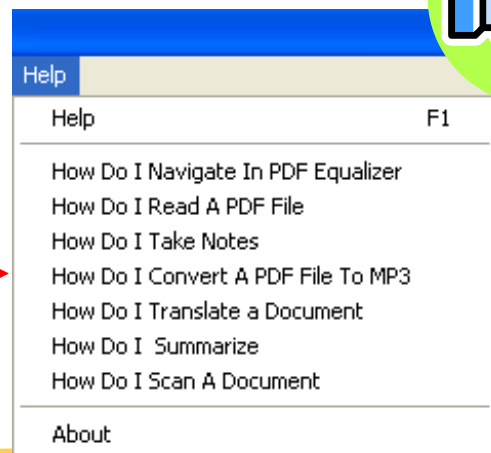 Help
Help F1
How Do I Navigate In PDF Equalizer
How Do I Read A PDF File
How Do I Take Notes
How Do I Convert A PDF File To MP3
How Do I Translate a Document
How Do I  Summarize
How Do I Scan A Document
About